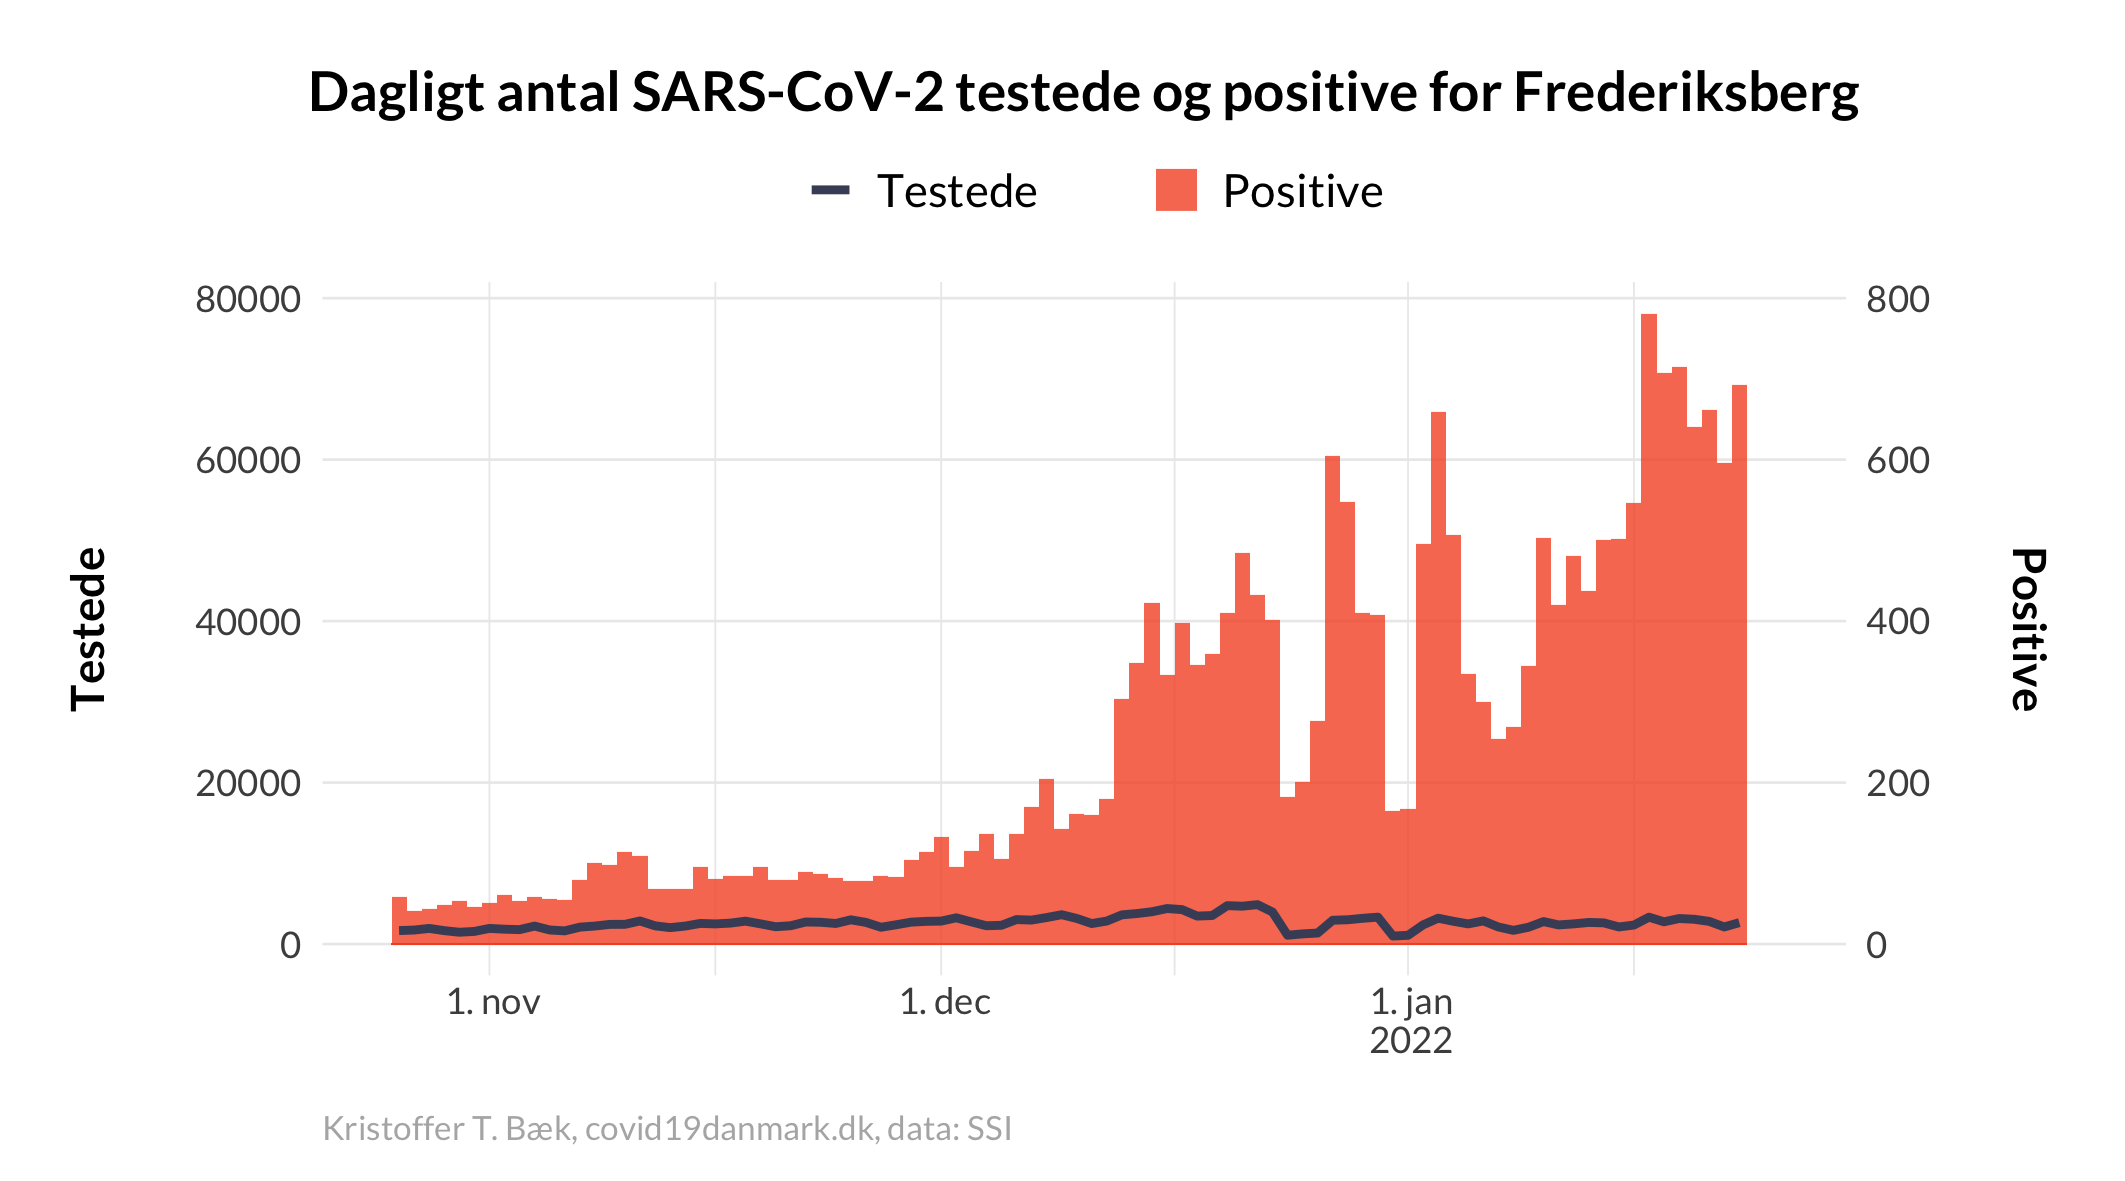 Dagligt antal SARS-CoV-2 testede og positive for Frederiksberg
Testede
Positive
80000
60000
40000
20000
0
Testede
800
600
400
200
0
Positive
1. nov
1. dec
1. jan
2022
Kristoffer T. Bæk, covid19danmark.dk, data: SSI